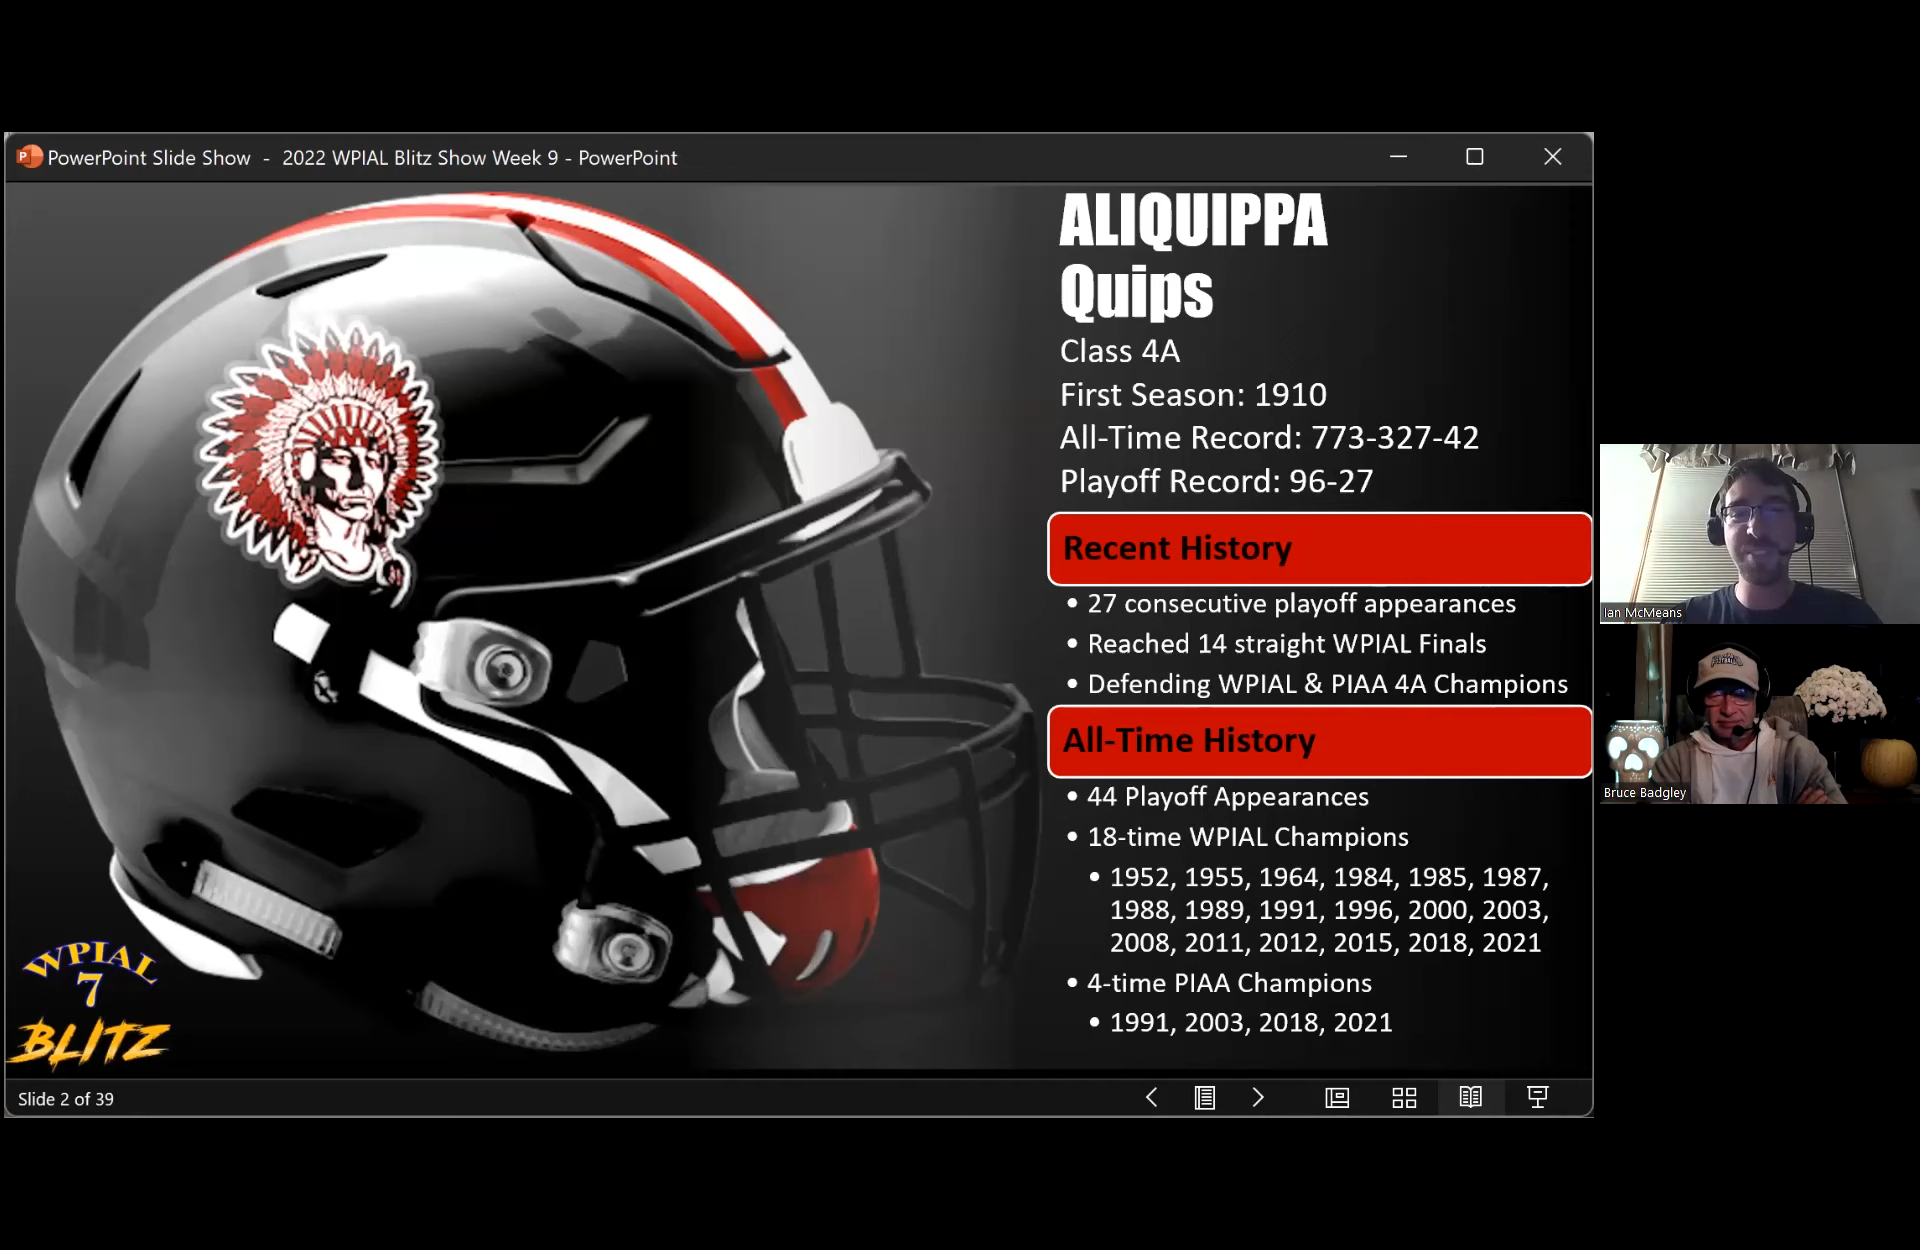 PowerPoint Slide Show - 2022 WPIAL Blitz Show Week 9 - PowerPoint
ALIQUIPPA
Quips
Class 4A
First Season: 1910
All-Time Record: 773-327-42
Playoff Record: 96-27
Recent History
• 27 consecutive playoff appearances
• Reached 14 straight WPIAL Finals
• Defending WPIAL & PIAA 4A Champions
All-Time History
• 44 Playoff Appearances
• 18-time WPIAL Champions
• 1952, 1955, 1964, 1984, 1985, 1987,
1988, 1989, 1991, 1996, 2000, 2003,
2008, 2011, 2012, 2015, 2018, 2021
• 4-time PIAA Champions
• 1991, 2003, 2018, 2021
WPIAL
7
BLITZ
Slide 2 of 39
Ian McMeans
Bruce Badgley